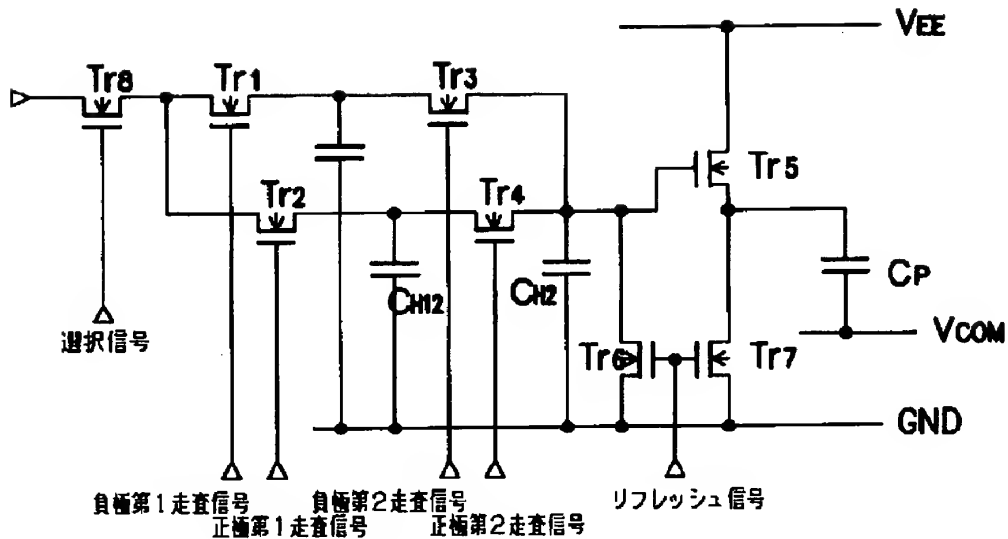 VEE
Tr8
Tr1
Tr3
Tr5
Tr2
Tr4
CH12
CH2
CP
選択信号
VCOM
Tr6
Tr7
GND
負極第1走査信号
負極第2走査信号
リフレッシュ信号
正極第1走査信号
正極第2走査信号